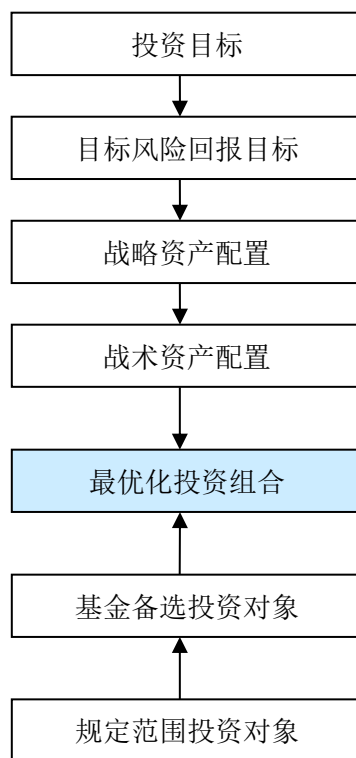 投资目标
目标风险回报目标
战略资产配置
战术资产配置
最优化投资组合
基金备选投资对象
规定范围投资对象